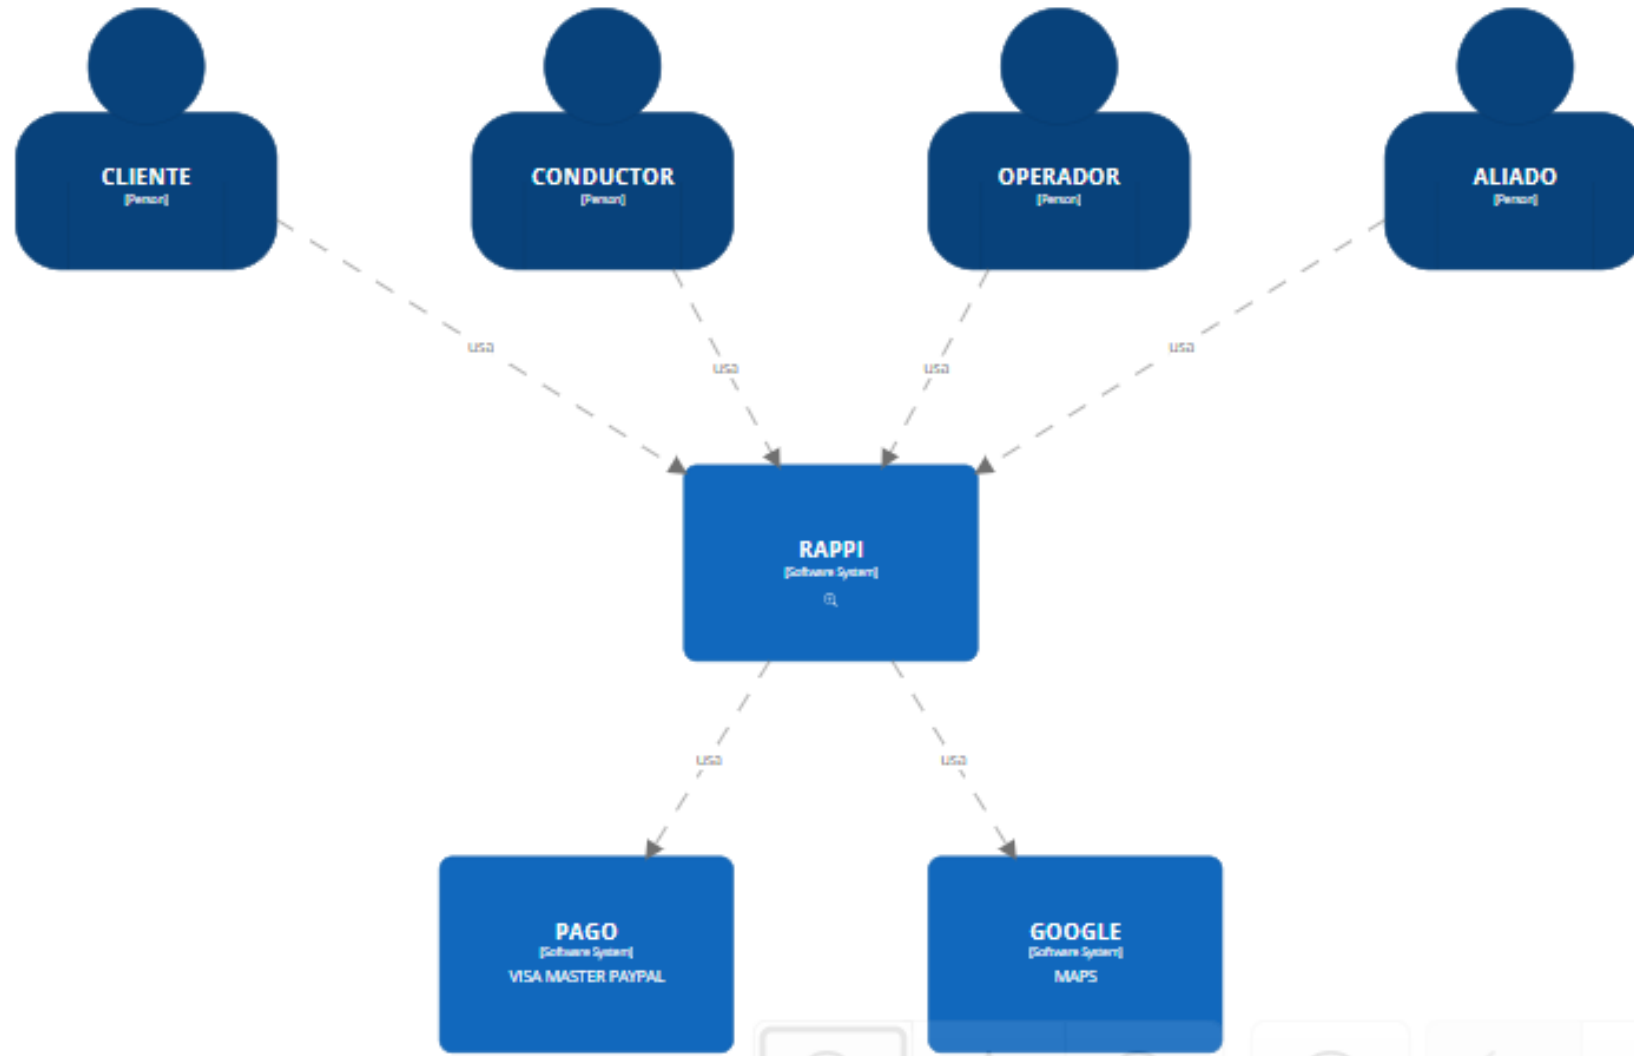 CLIENTE
[Person]
CONDUCTOR
[Person]
OPERADOR
[Person]
ALIADO
[Person]
usa
usa
usa
usa
RAPPI
[Software System]
usa
usa
PAGO
[Software System]
VISA MASTER PAYPAL
GOOGLE
[Software System]
MAPS